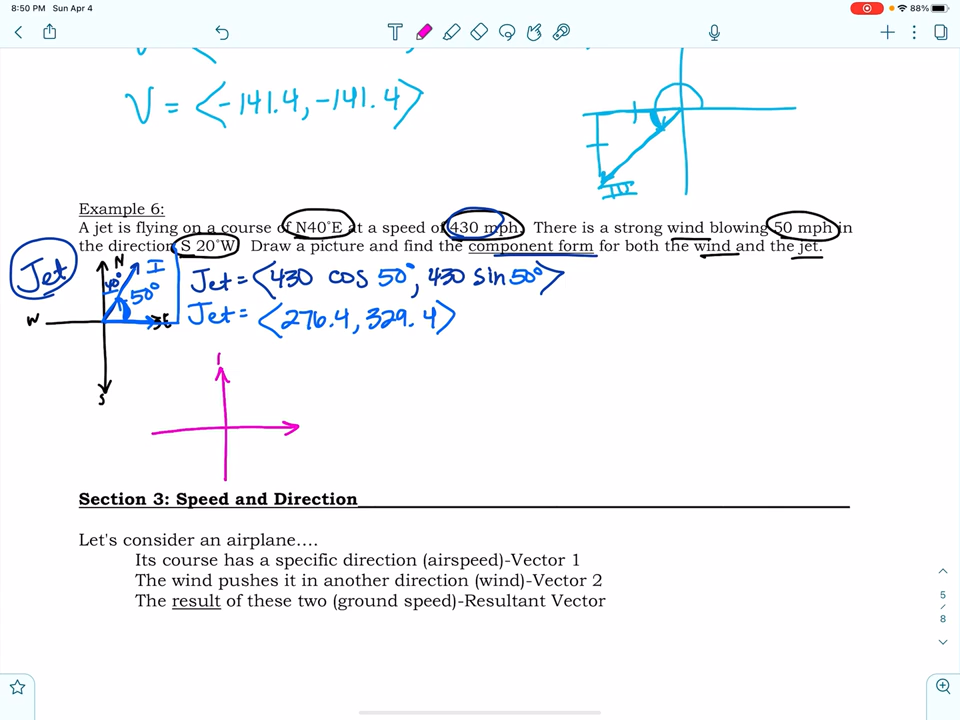 8:50 PM Sun Apr 4
88%
V = <-141.4, -141.4>
III
Example 6:
A jet is flying on a course of N40°E at a speed of 430 mph. There is a strong wind blowing 50 mph in
the direction S 20°W. Draw a picture and find the component form for both the wind and the jet.
Jet
N
I
40°
50°
W
E
S
Jet = <430 cos 50°, 430 sin 50°>
Jet = <276.4, 329.4>
Section 3: Speed and Direction
Let's consider an airplane....
Its course has a specific direction (airspeed)-Vector 1
The wind pushes it in another direction (wind)-Vector 2
The result of these two (ground speed)-Resultant Vector
5
/
8